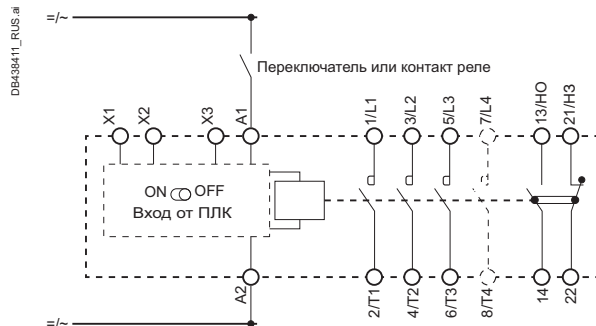 DB438411_RUS.ai
=/~
Переключатель или контакт реле
X1
X2
X3
A1
1/L1
3/L2
5/L3
7/L4
13/НО
21/НЗ
ON OFF
Вход от ПЛК
A2
2/T1
4/T2
6/T3
8/T4
14
22
=/~